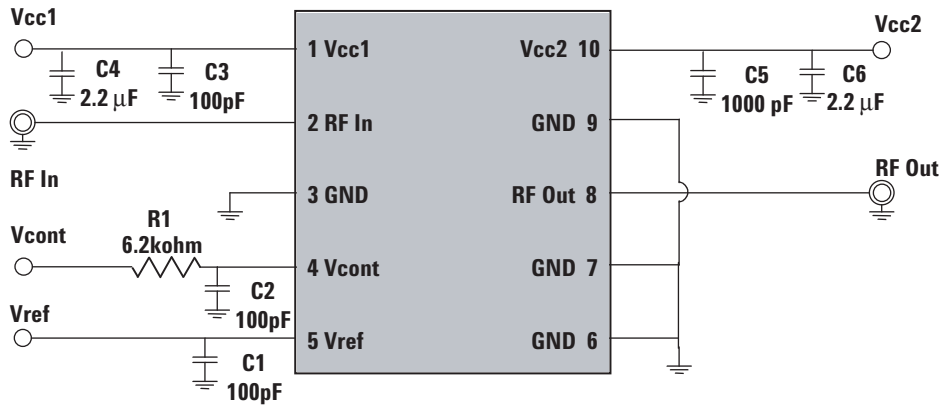 Vcc1
C4
2.2 μF
C3
100pF
RF In
Vcont
R1
6.2kohm
C2
100pF
Vref
C1
100pF
1 Vcc1
2 RF In
3 GND
4 Vcont
5 Vref
Vcc2 10
GND 9
RF Out 8
GND 7
GND 6
Vcc2
C5
1000 pF
C6
2.2 μF
RF Out